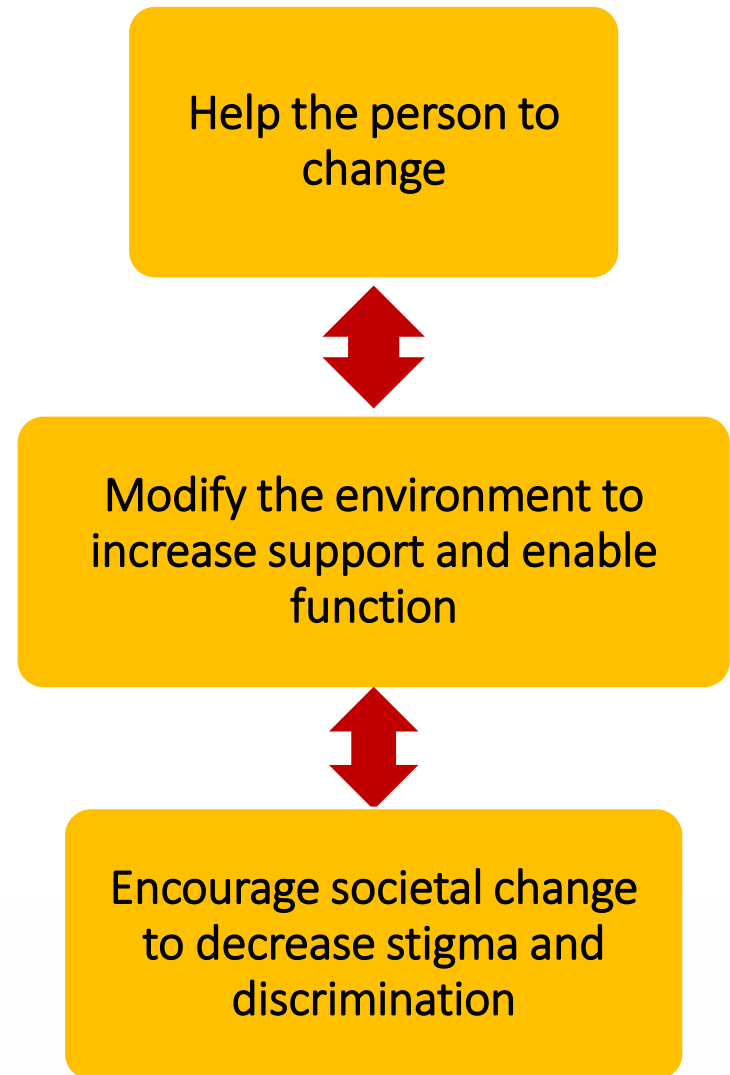 Help the person to
change
Modify the environment to
increase support and enable
function
Encourage societal change
to decrease stigma and
discrimination